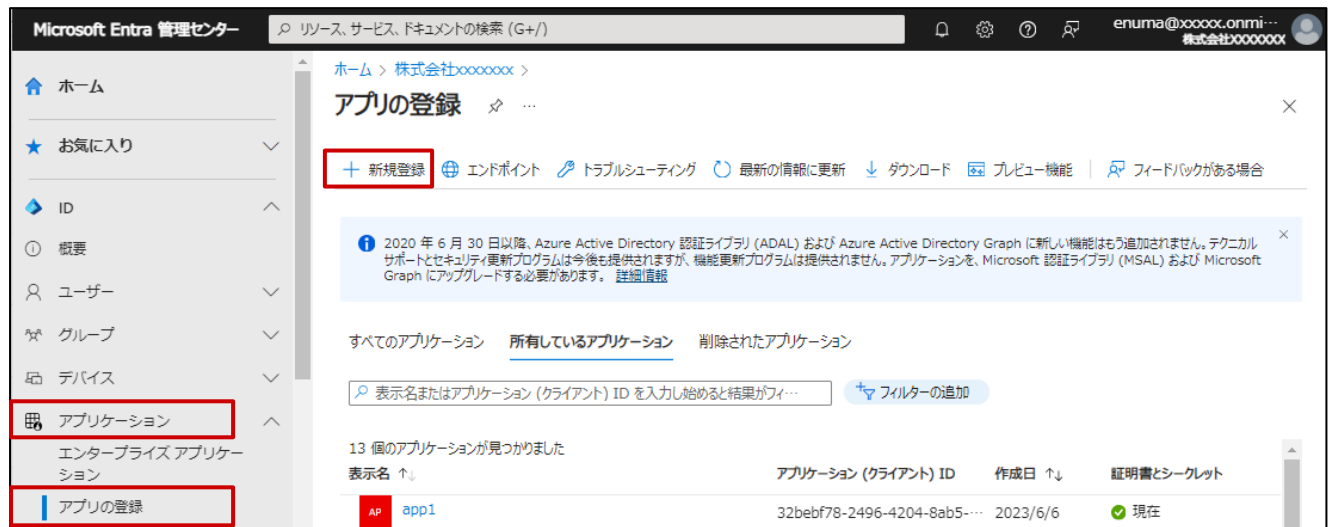 Microsoft Entra 管理センター
リソース、サービス、ドキュメントの検索 (G+/)
enuma@xxxxx.onmi…
株式会社XXXXXXX
ホーム
お気に入り
ID
概要
ユーザー
グループ
デバイス
アプリケーション
エンタープライズ アプリケー
ション
アプリの登録
ホーム > 株式会社xxxxxxx >
アプリの登録
新規登録 エンドポイント トラブルシューティング 最新の情報に更新 ダウンロード プレビュー機能 フィードバックがある場合
2020 年 6 月 30 日以降、Azure Active Directory 認証ライブラリ (ADAL) および Azure Active Directory Graph に新しい機能はもう追加されません。テクニカル
サポートとセキュリティ更新プログラムは今後も提供されますが、機能更新プログラムは提供されません。アプリケーションを、Microsoft 認証ライブラリ (MSAL) および Microsoft
Graph にアップグレードする必要があります。 詳細情報
すべてのアプリケーション 所有しているアプリケーション 削除されたアプリケーション
表示名またはアプリケーション (クライアント) ID を入力し始めると結果がフィ… フィルターの追加
13 個のアプリケーションが見つかりました
表示名 ↑↓ アプリケーション (クライアント) ID 作成日 ↑↓ 証明書とシークレット
AP app1 32bebf78-2496-4204-8ab5-… 2023/6/6 現在